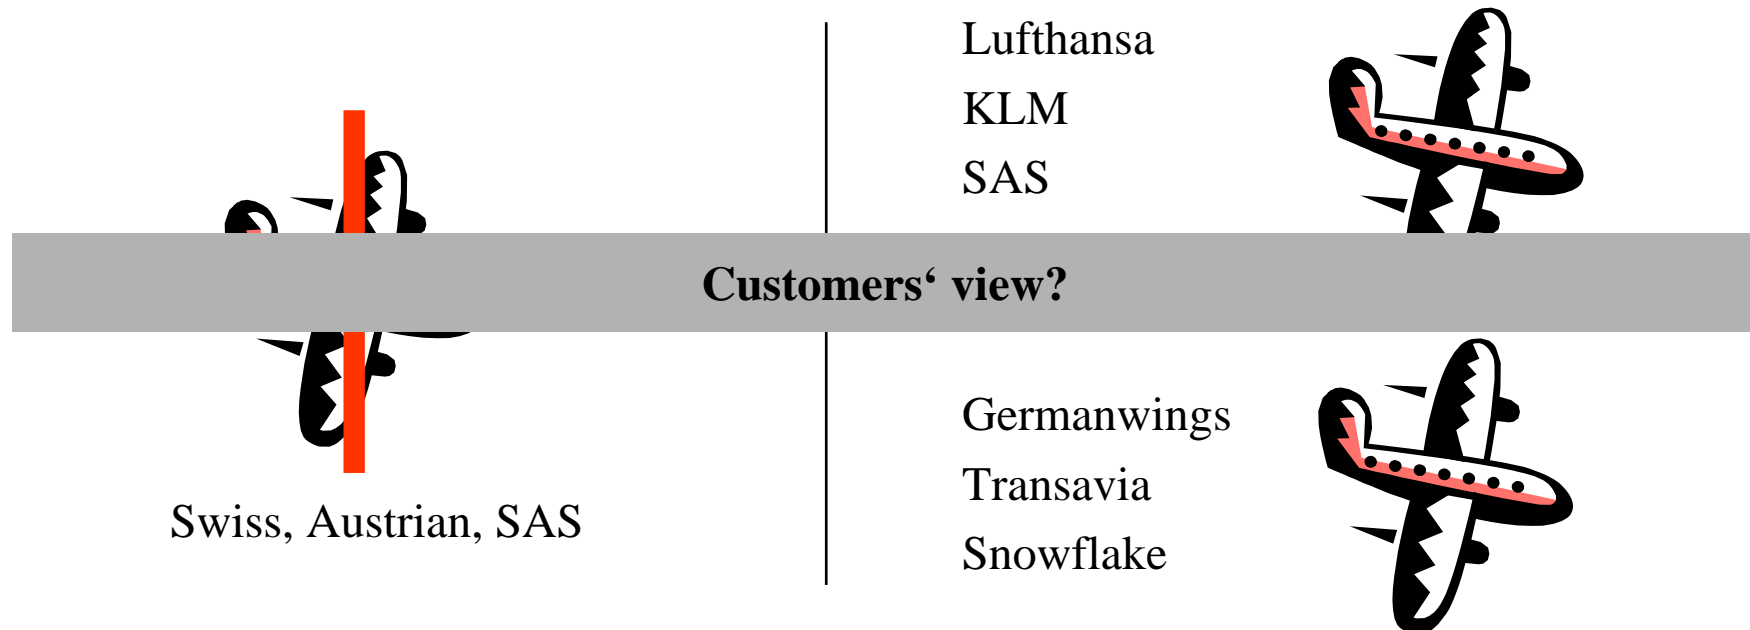 Lufthansa
KLM
SAS
Customers‘ view?
Swiss, Austrian, SAS
Germanwings
Transavia
Snowflake